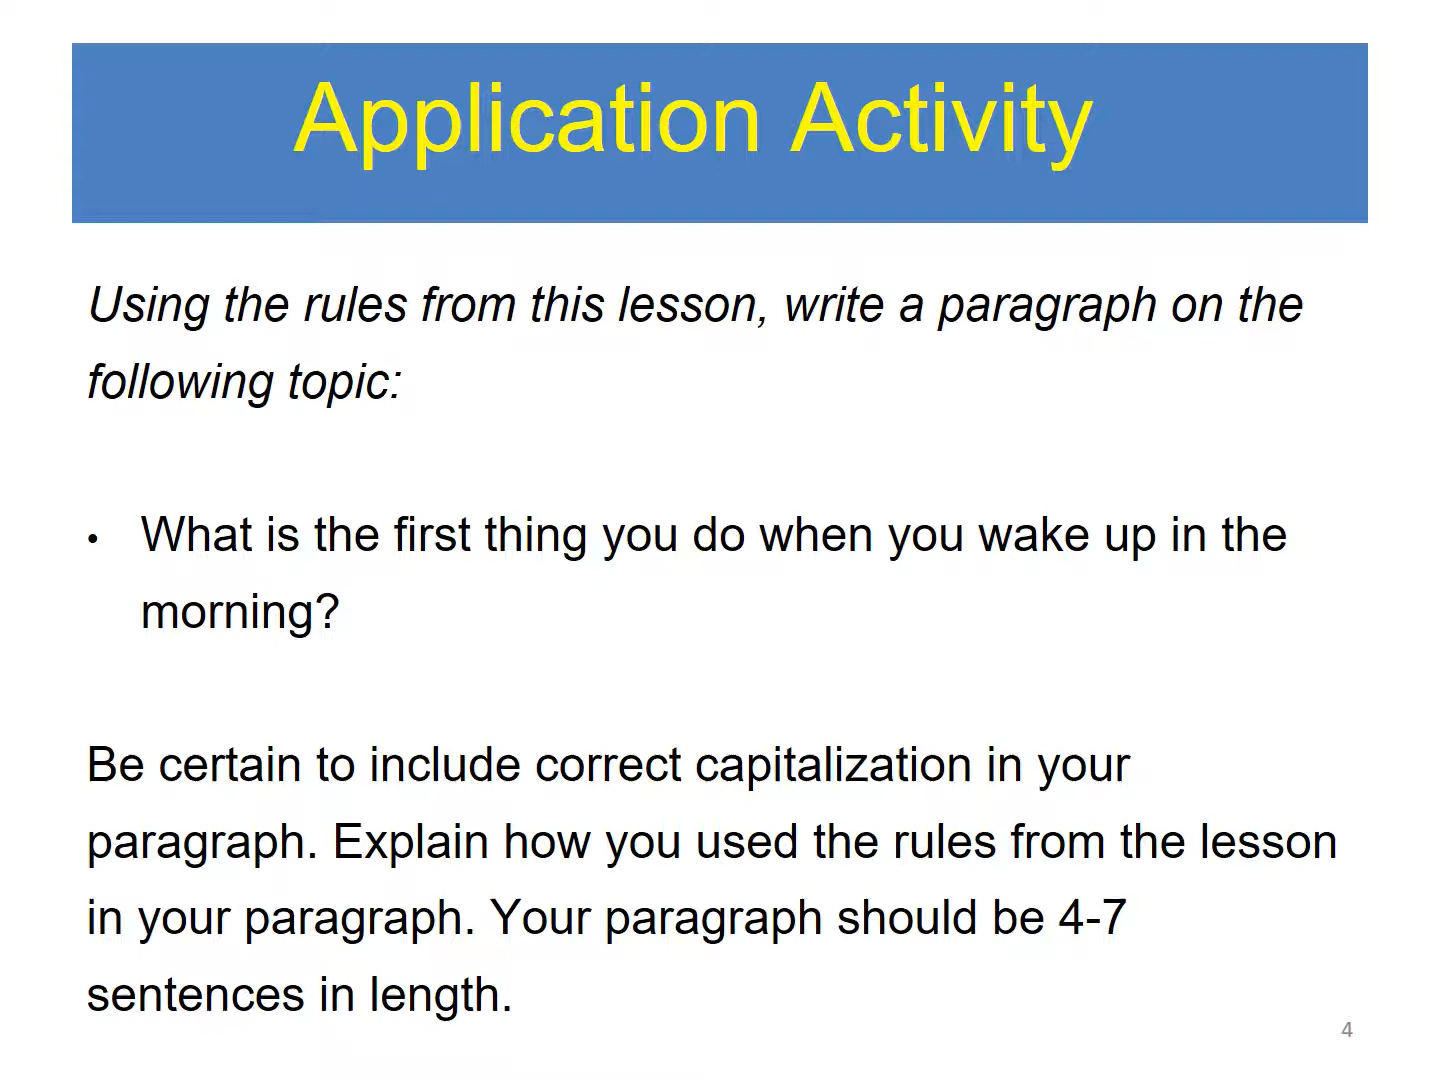 Application Activity
Using the rules from this lesson, write a paragraph on the
following topic:
• What is the first thing you do when you wake up in the
morning?
Be certain to include correct capitalization in your
paragraph. Explain how you used the rules from the lesson
in your paragraph. Your paragraph should be 4-7
sentences in length.
4